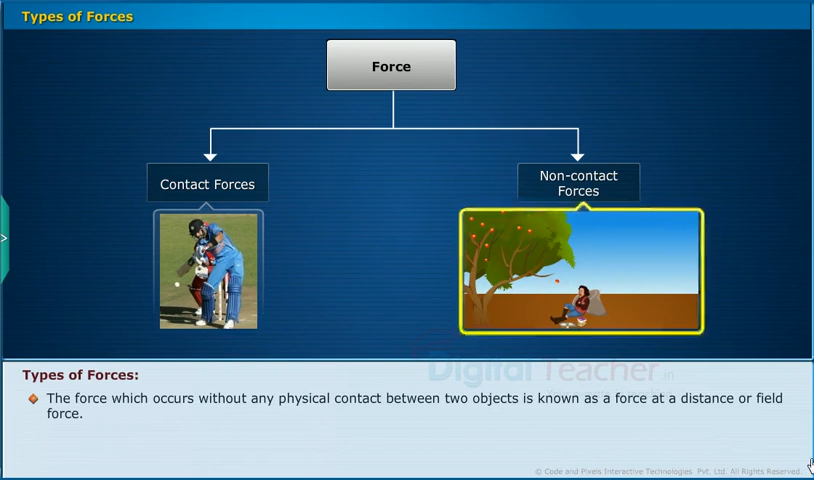 Types of Forces
Force
Contact Forces
Non-contact
Forces
Types of Forces:
The force which occurs without any physical contact between two objects is known as a force at a distance or field
force.
Digital Teacher.in
© Code and Pixels Interactive Technologies. Pvt. Ltd. All Rights Reserved.